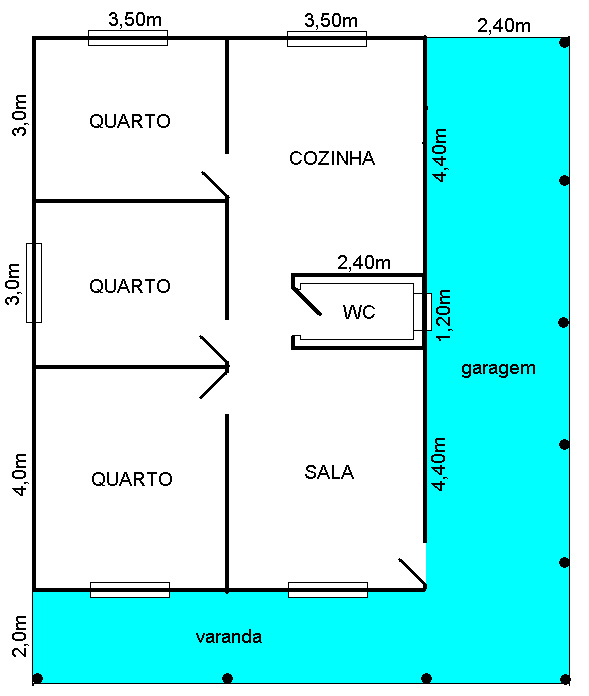 3,50m
3,50m
2,40m
3,0m
QUARTO
COZINHA
4,40m
2,40m
3,0m
QUARTO
WC
1,20m
garagem
4,0m
QUARTO
SALA
4,40m
2,0m
varanda